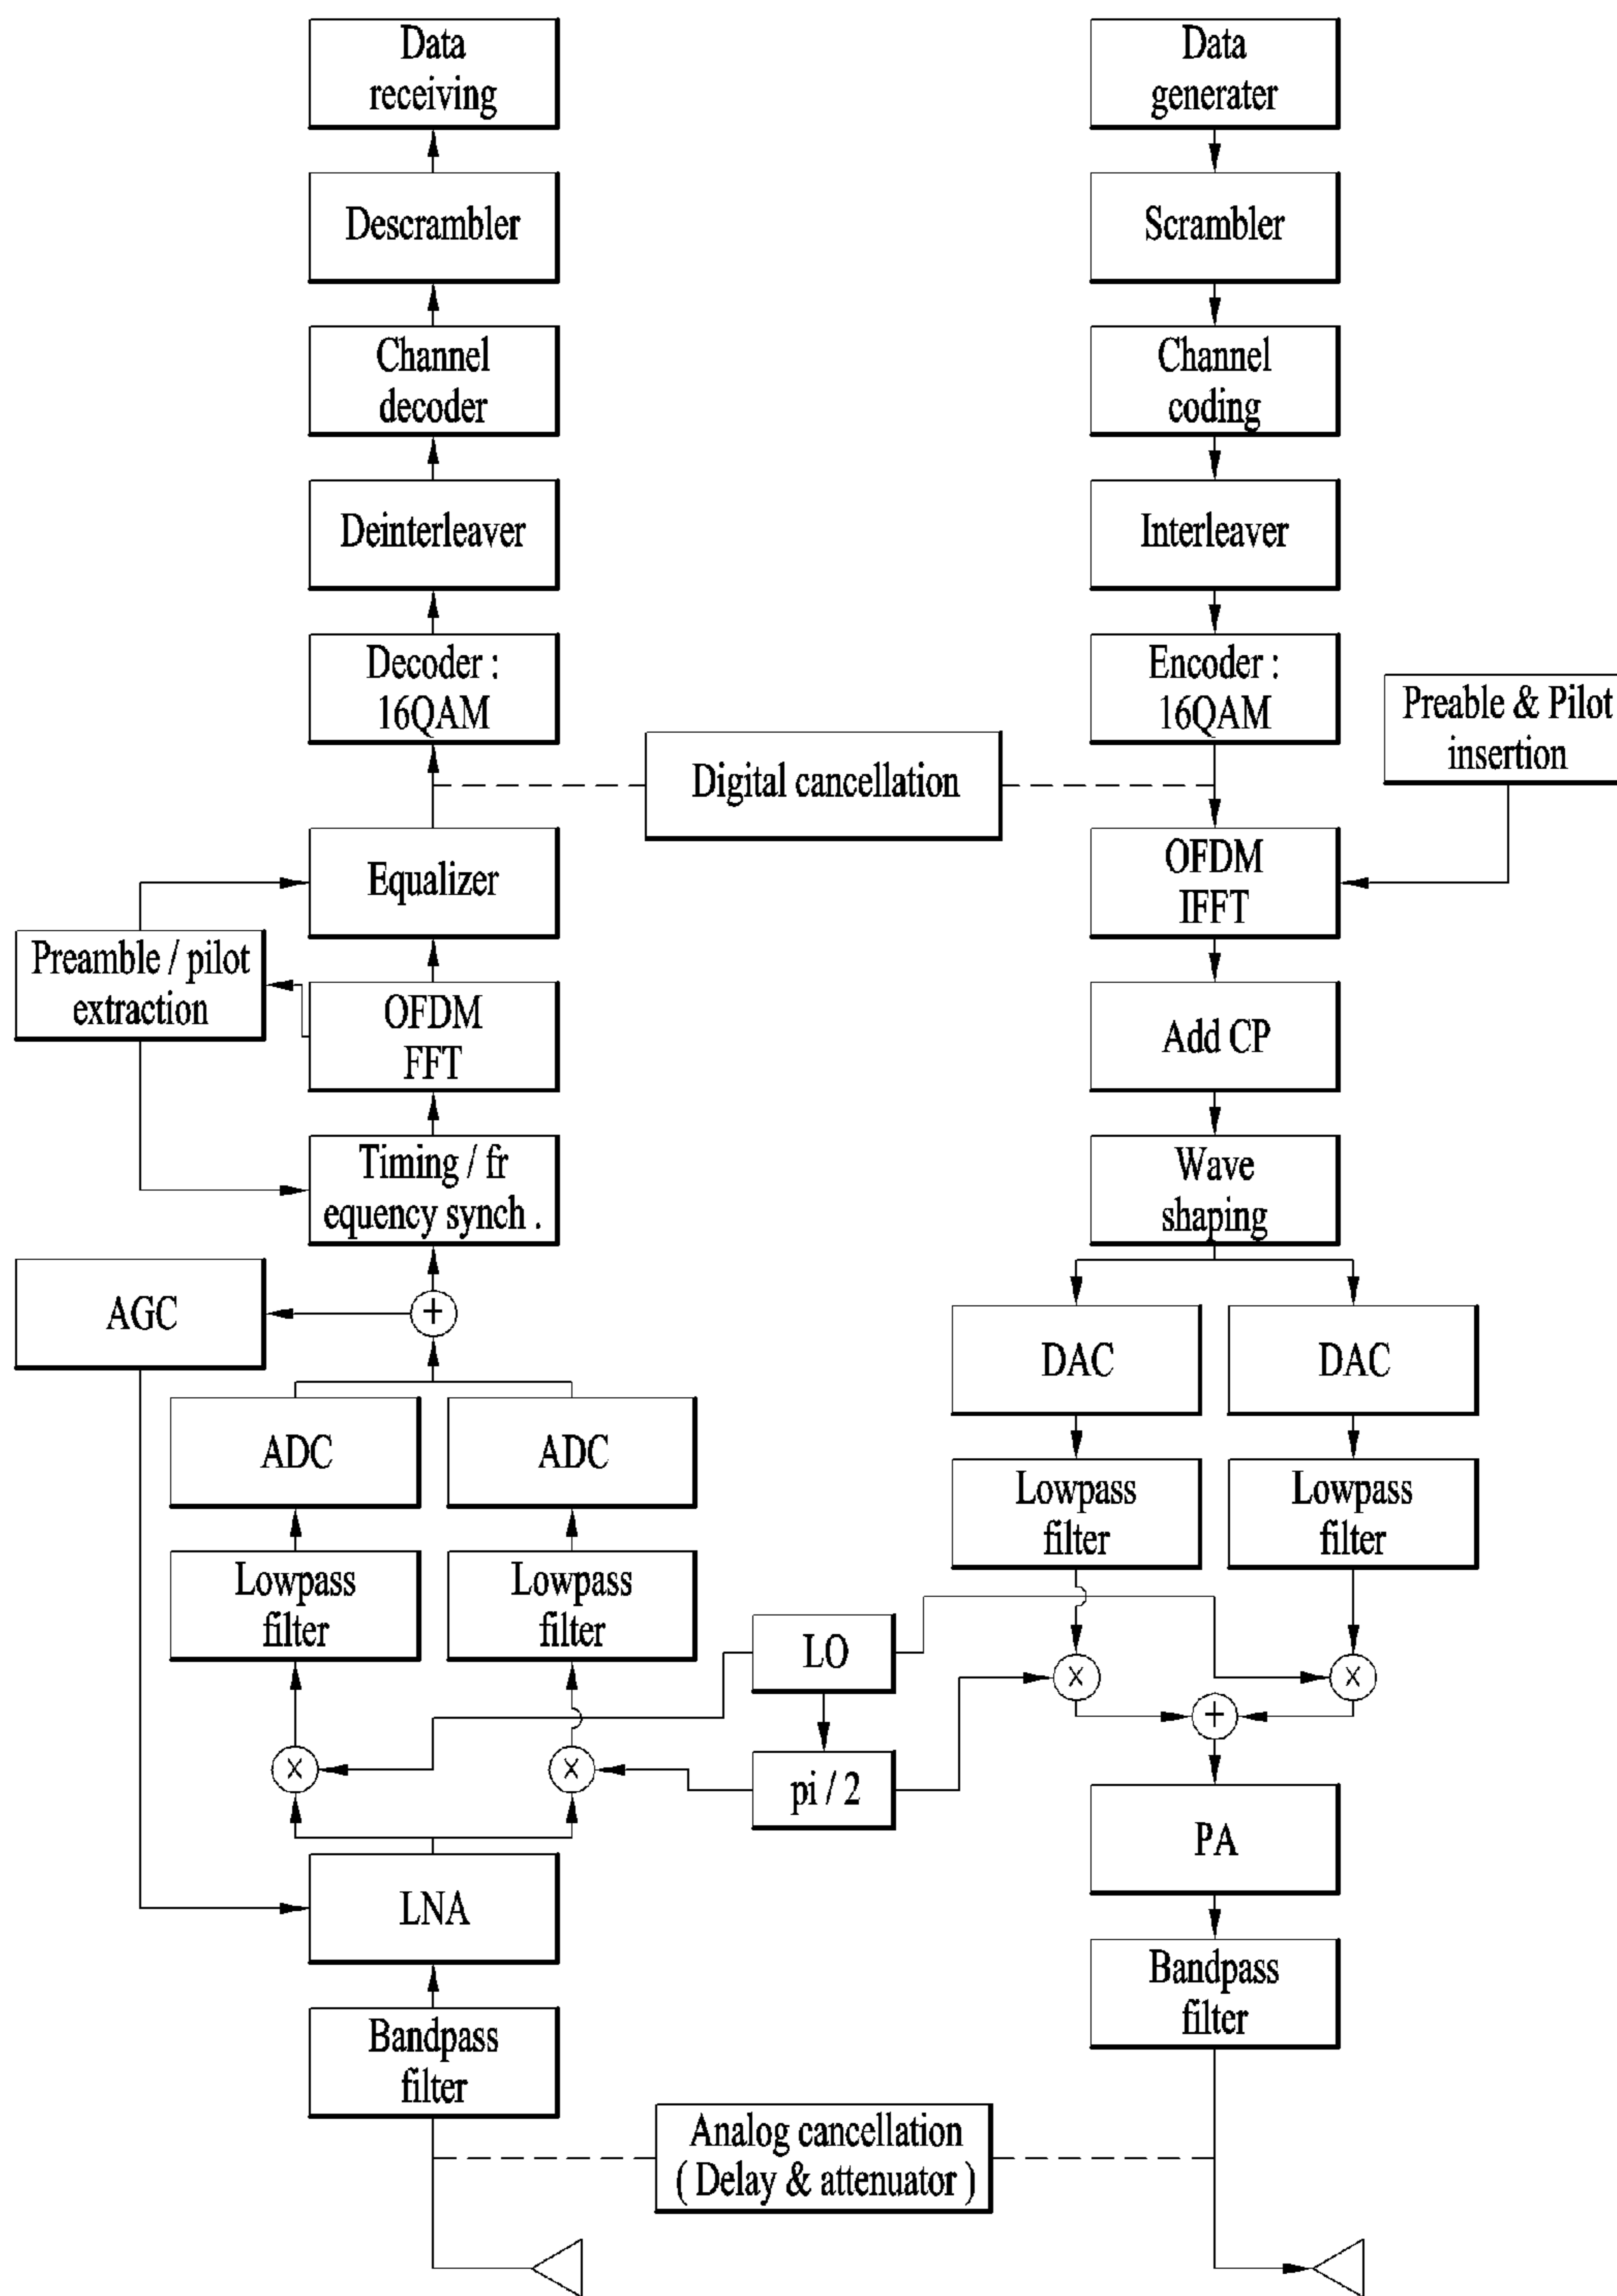 Data
receiving
Data
generater
Descrambler
Scrambler
Channel
decoder
Channel
coding
Deinterleaver
Interleaver
Decoder :
16QAM
Encoder :
16QAM
Preable & Pilot
insertion
Digital cancellation
Equalizer
OFDM
IFFT
Preamble / pilot
extraction
OFDM
FFT
Add CP
Timing / fr
equency synch .
Wave
shaping
AGC
+
DAC
DAC
ADC
ADC
Lowpass
filter
Lowpass
filter
Lowpass
filter
Lowpass
filter
LO
X
X
+
X
X
pi / 2
PA
LNA
Bandpass
filter
Bandpass
filter
Analog cancellation
( Delay & attenuator )